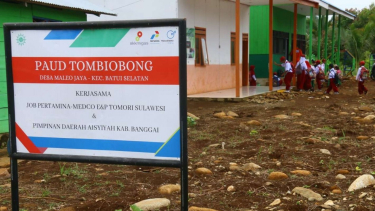 PAUD TOMBIOBONG
DESA MALEO JAYA - KEC. BATUI SELATAN
KERJASAMA
JOB PERTAMINA-MEDCO E&P TOMORI SULAWESI
&
PIMPINAN DAERAH AISYIYAH KAB. BANGGAI